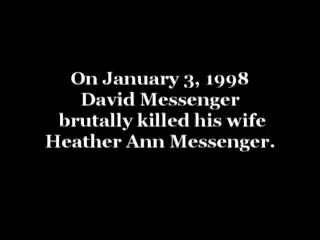 On January 3, 1998
David Messenger
brutally killed his wife
Heather Ann Messenger.